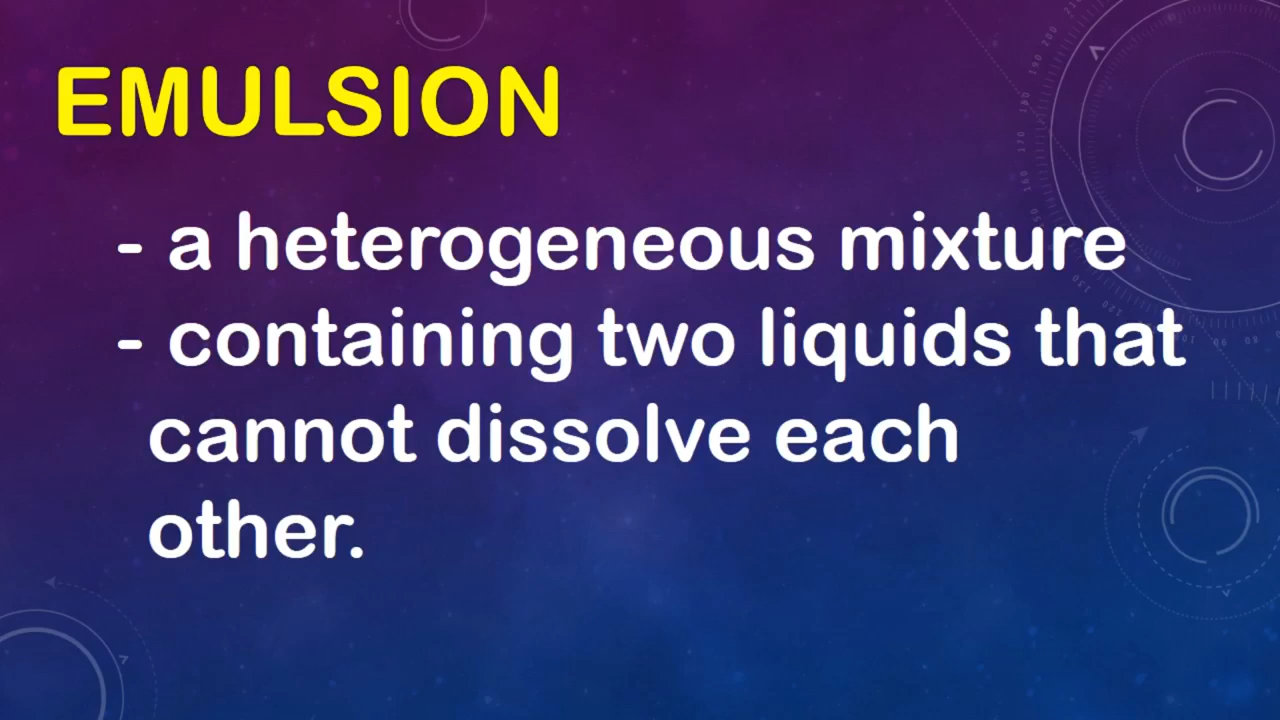 EMULSION
- a heterogeneous mixture
- containing two liquids that
cannot dissolve each
other.